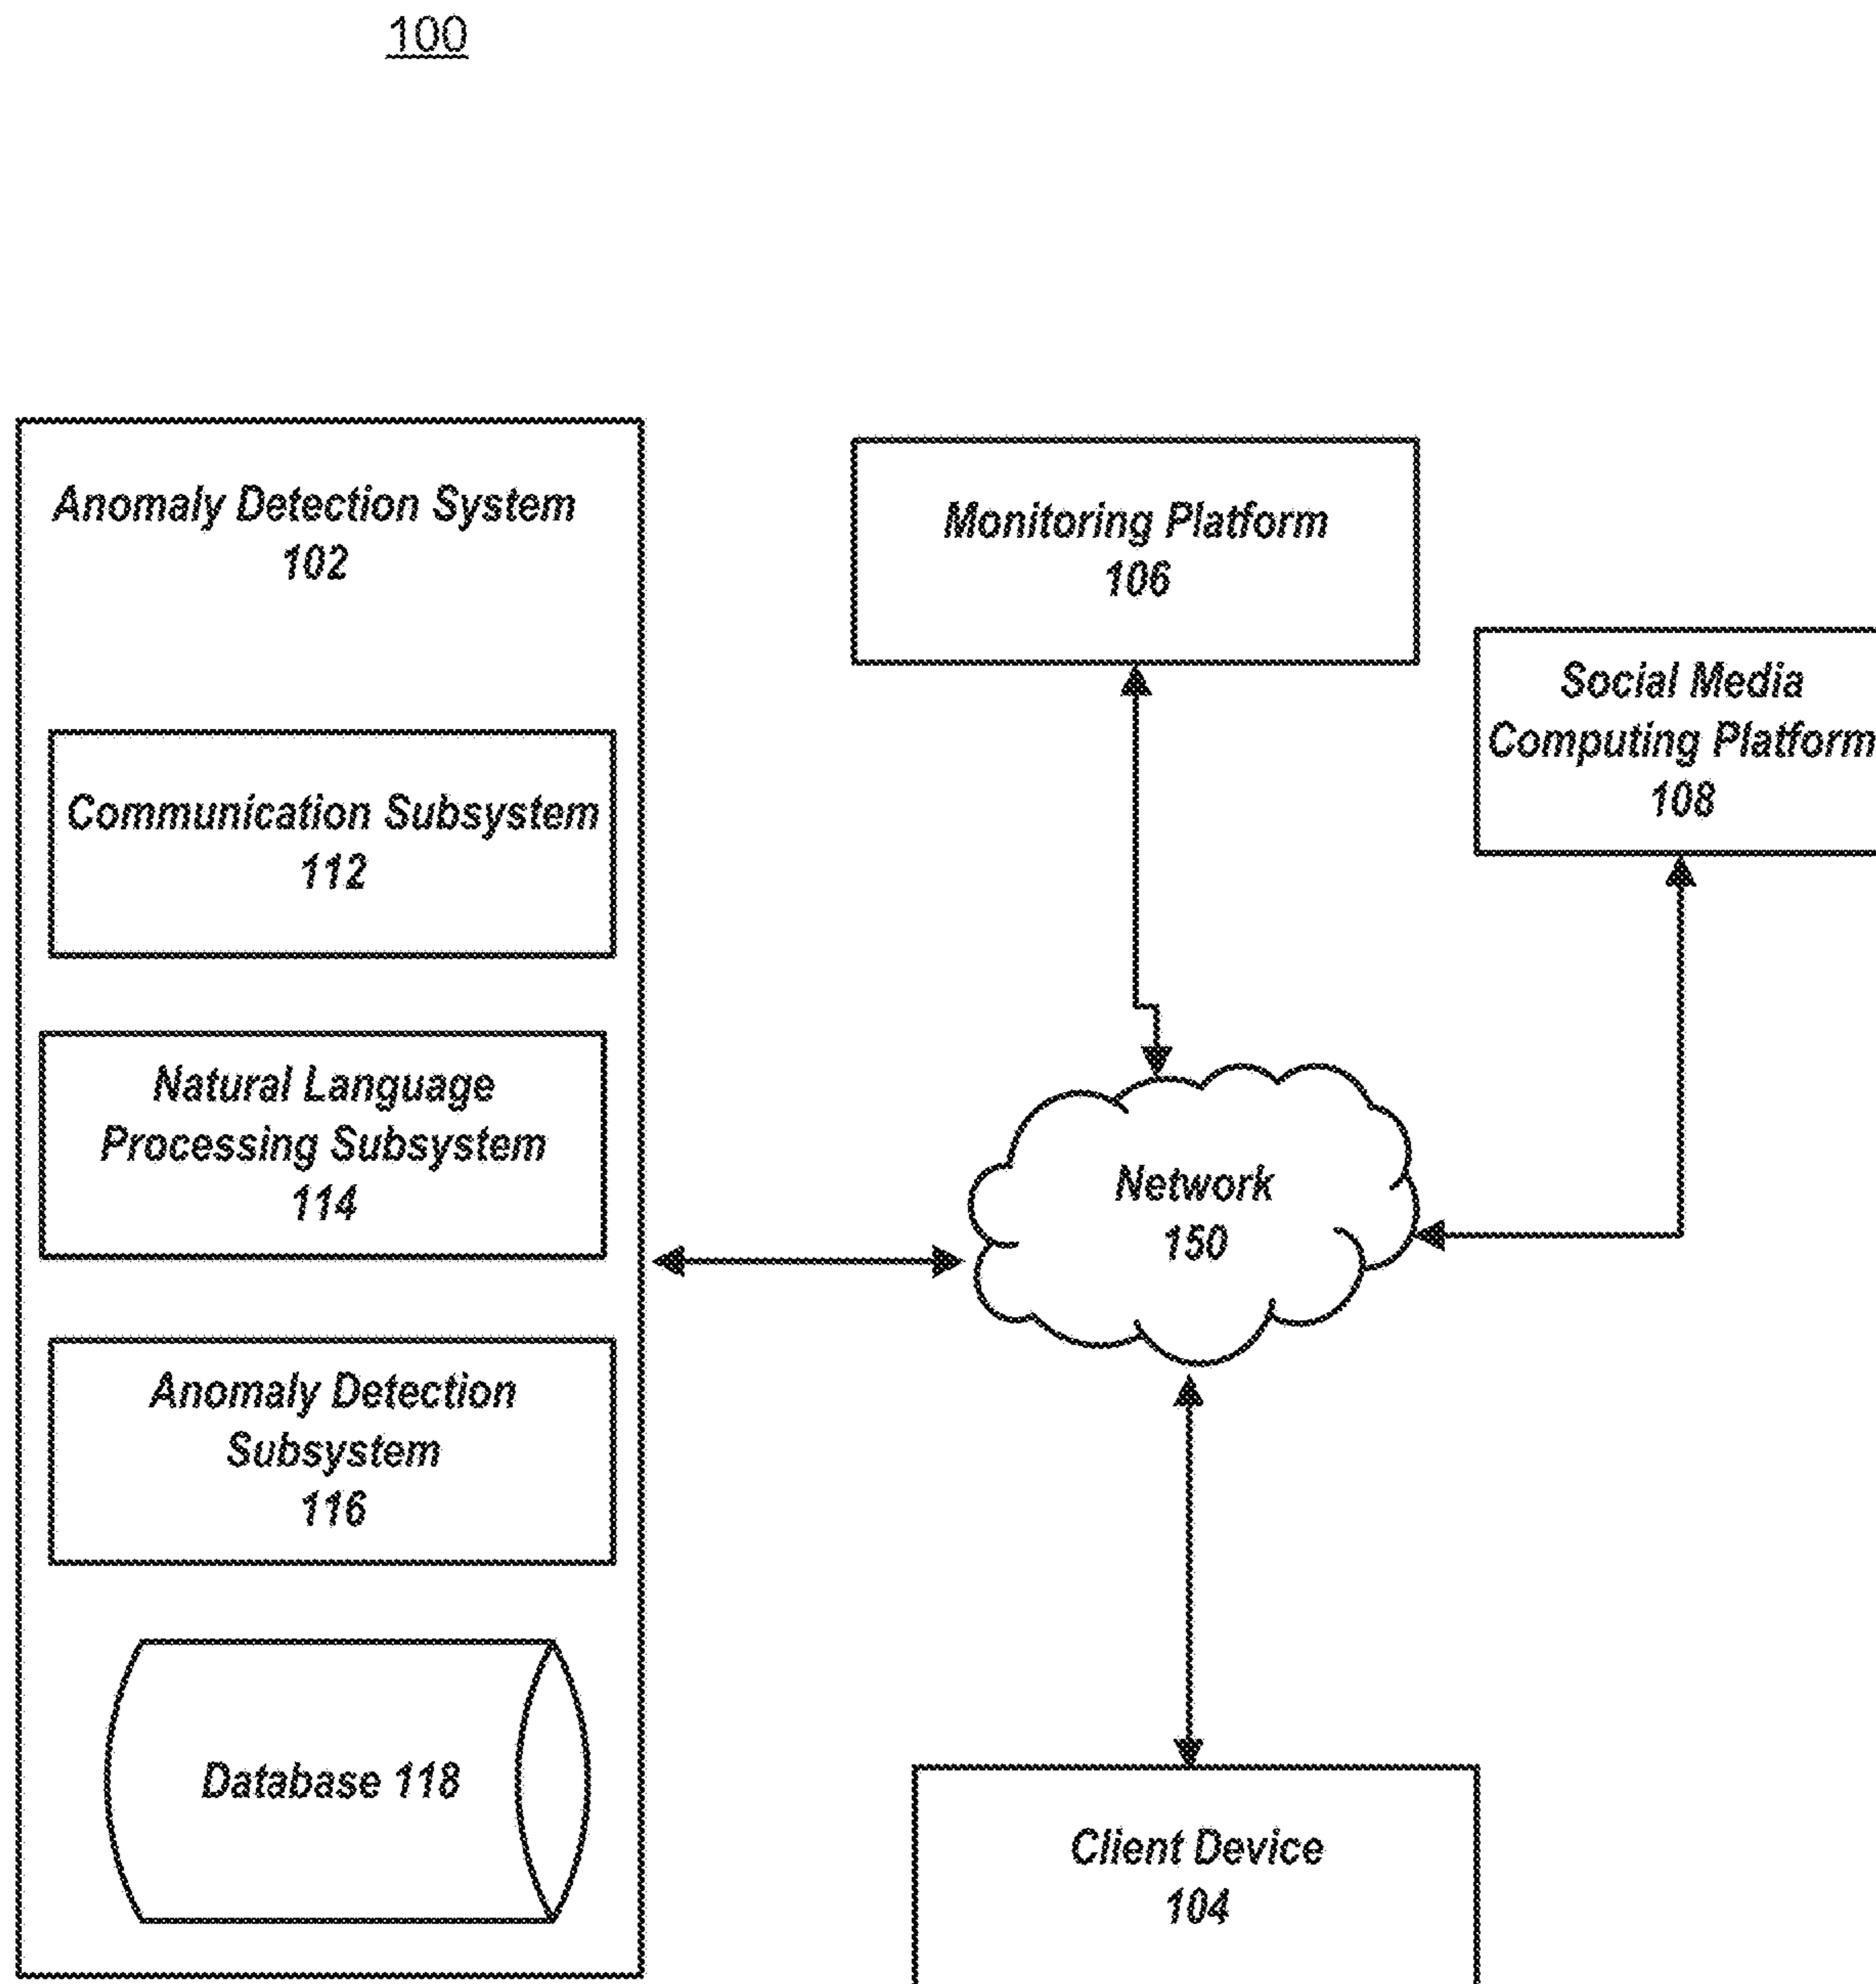 100
Anomaly Detection System
102
Communication Subsystem
112
Natural Language
Processing Subsystem
114
Anomaly Detection
Subsystem
116
Database 118
Monitoring Platform
106
Social Media
Computing Platform
108
Network
150
Client Device
104